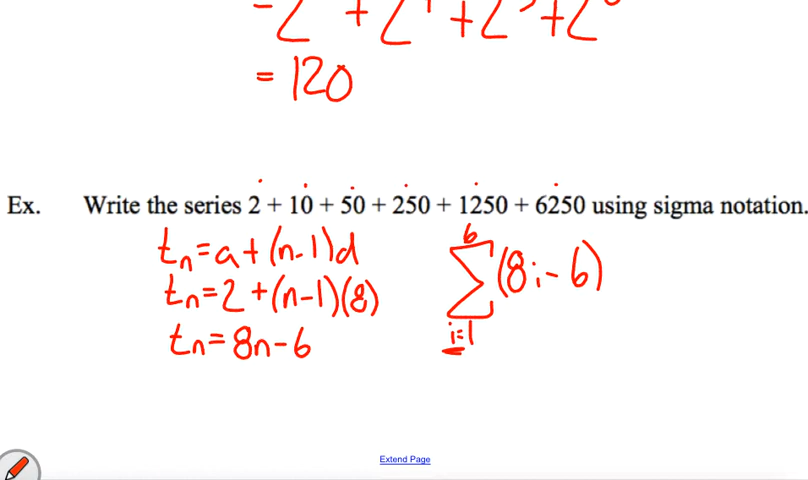 = 120
Ex. Write the series 2 + 10 + 50 + 250 + 1250 + 6250 using sigma notation.
tn = a + (n-1)d
tn = 2 + (n-1)(8)
tn = 8n - 6
6
Σ (8i - 6)
i=1
Extend Page